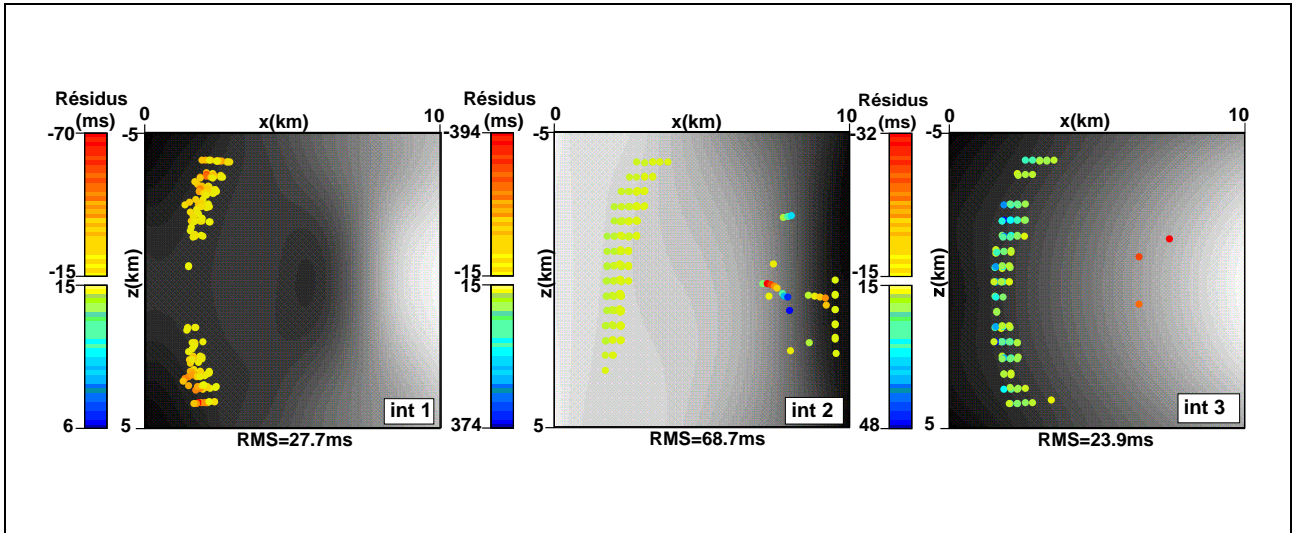 Résidus
(ms)
-70
-15
15
6
0
x(km)
10
-5
z(km)
5
int 1
RMS=27.7ms
Résidus
(ms)
-394
-15
15
374
0
x(km)
10
-5
z(km)
5
int 2
RMS=68.7ms
Résidus
(ms)
-32
-15
15
48
0
x(km)
10
-5
z(km)
5
int 3
RMS=23.9ms